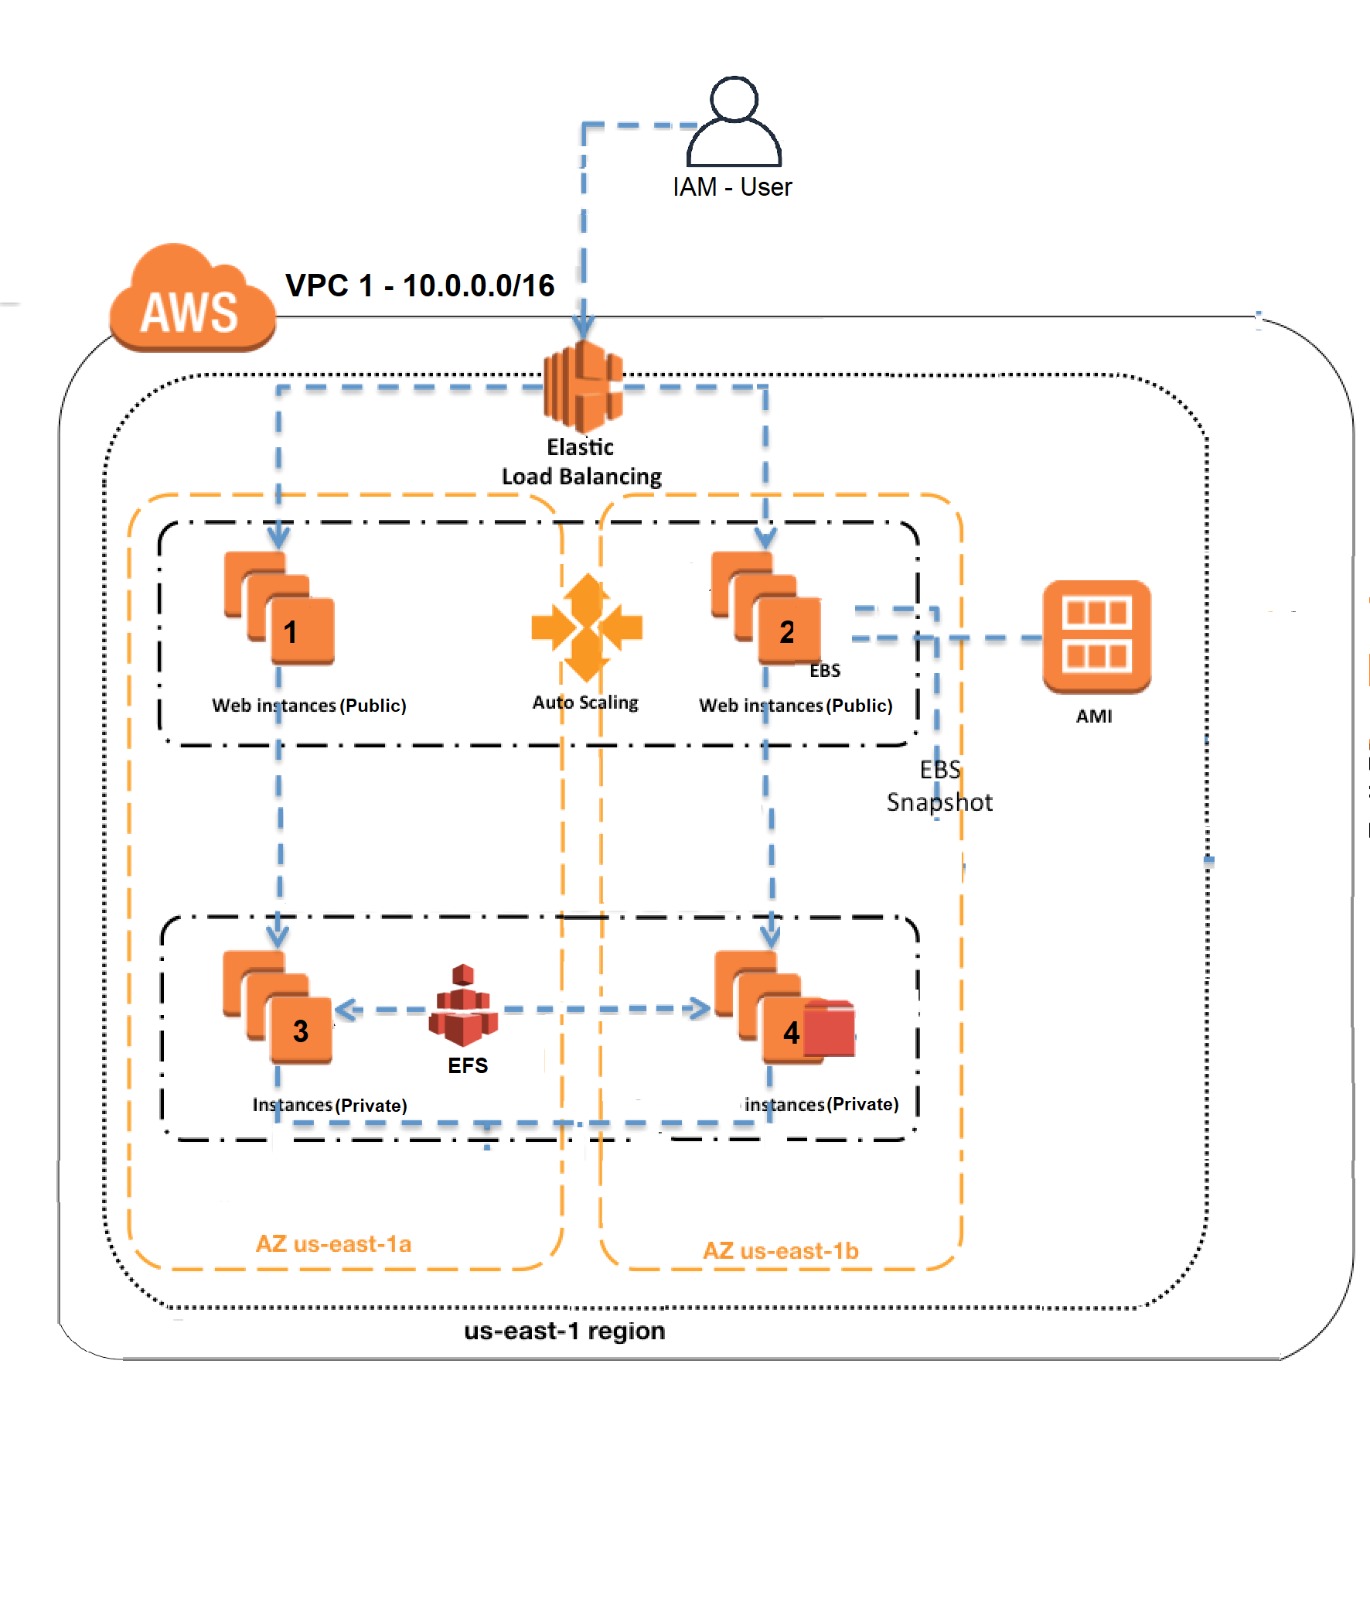 IAM - User
AWS
VPC 1 - 10.0.0.0/16
Elastic
Load Balancing
1
2
EBS
Web instances (Public)
Auto Scaling
Web instances (Public)
AMI
EBS
Snapshot
3
4
EFS
Instances (Private)
instances (Private)
AZ us-east-1a
AZ us-east-1b
us-east-1 region